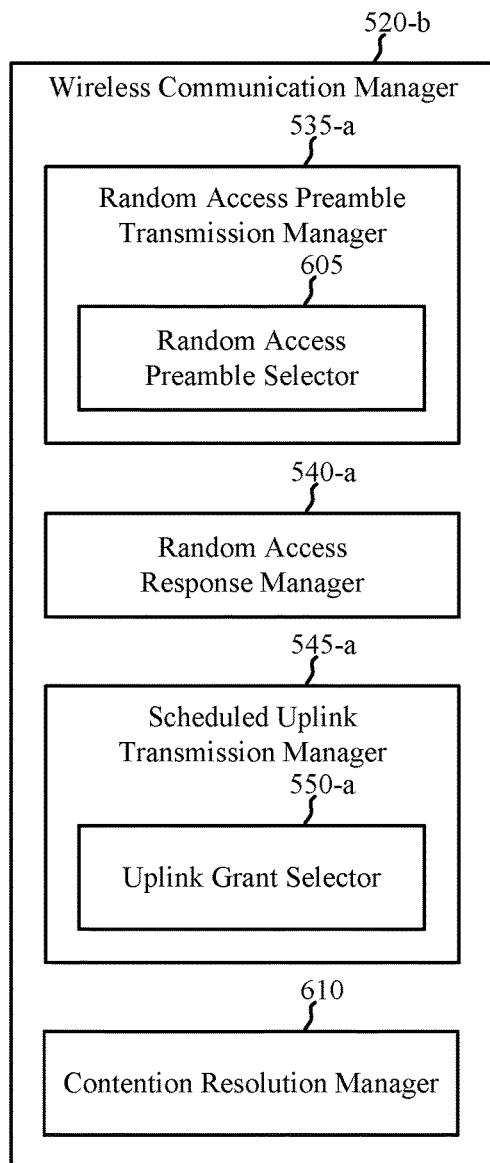 520-b
Wireless Communication Manager
535-a
Random Access Preamble
Transmission Manager
605
Random Access
Preamble Selector
540-a
Random Access
Response Manager
545-a
Scheduled Uplink
Transmission Manager
550-a
Uplink Grant Selector
610
Contention Resolution Manager